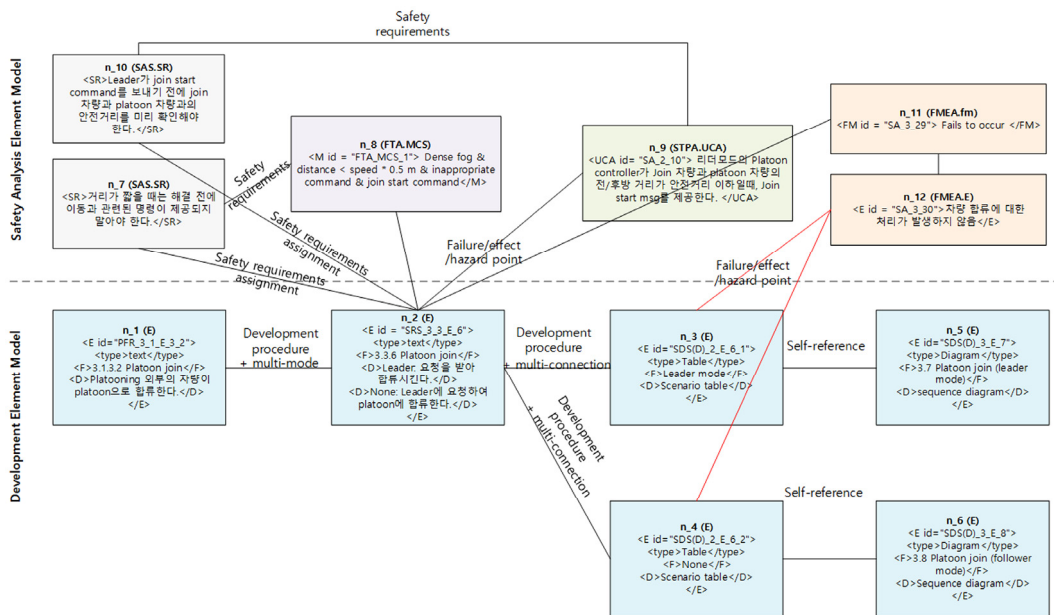 Safety
requirements
Safety Analysis Element Model
n_10 (SAS.SR)
<SR>Leader가 join start
command를 보내기 전에 join
차량과 platoon 차량과의
안전거리를 미리 확인해야
한다.</SR>
n_7 (SAS.SR)
<SR>거리가 짧을 때는 해결 전에
이동과 관련된 명령이 제공되지
말아야 한다.</SR>
Safety
requirements
n_8 (FTA.MCS)
<M id = "FTA_MCS_1"> Dense fog &
distance < speed * 0.5 m & inappropriate
command & join start command</M>
n_9 (STPA.UCA)
<UCA id= "SA_2_10"> 리더모드의 Platoon
controller가 Join 차량과 platoon 차량의
전/후방 거리가 안전거리 이하일때, Join
start msg를 제공한다. </UCA>
n_11 (FMEA.fm)
<FM id = "SA_3_29"> Fails to occur </FM>
n_12 (FMEA.E)
<E id = "SA_3_30"> 자량 합류에 대한
처리가 발생하지 않음</E>
Safety requirements
assignment
Safety requirements
assignment
Failure/effect
/hazard point
Failure/effect
/hazard point
Development Element Model
n_1 (E)
<E id="PFR_3_1_E_3_2">
<type>text</type>
<F>3.1.3.2 Platoon join</F>
<D>Platooning 외부의 자량이
platoon으로 합류한다.</D>
</E>
Development
procedure
+ multi-mode
n_2 (E)
<E id = "SRS_3_3_E_6">
<type>text</type>
<F>3.3.6 Platoon join</F>
<D>Leader: 요청을 받아
합류시킨다.</D>
<D>None: Leader에 요청하여
platoon에 합류한다.</D>
</E>
Development
procedure
+ multi-connection
n_3 (E)
<E id="SDS(D)_2_E_6_1">
<type>Table</type>
<F>Leader mode</F>
<D>Scenario table</D>
</E>
Self-reference
n_5 (E)
<E id="SDS(D)_3_E_7">
<type>Diagram</type>
<F>3.7 Platoon join (leader
mode)</F>
<D>sequence diagram</D>
</E>
Development
procedure
+ multi-connection
n_4 (E)
<E id="SDS(D)_2_E_6_2">
<type>Table</type>
<F>None</F>
<D>Scenario table</D>
</E>
Self-reference
n_6 (E)
<E id="SDS(D)_3_E_8">
<type>Diagram</type>
<F>3.8 Platoon join (follower
mode)</F>
<D>Sequence diagram</D>
</E>